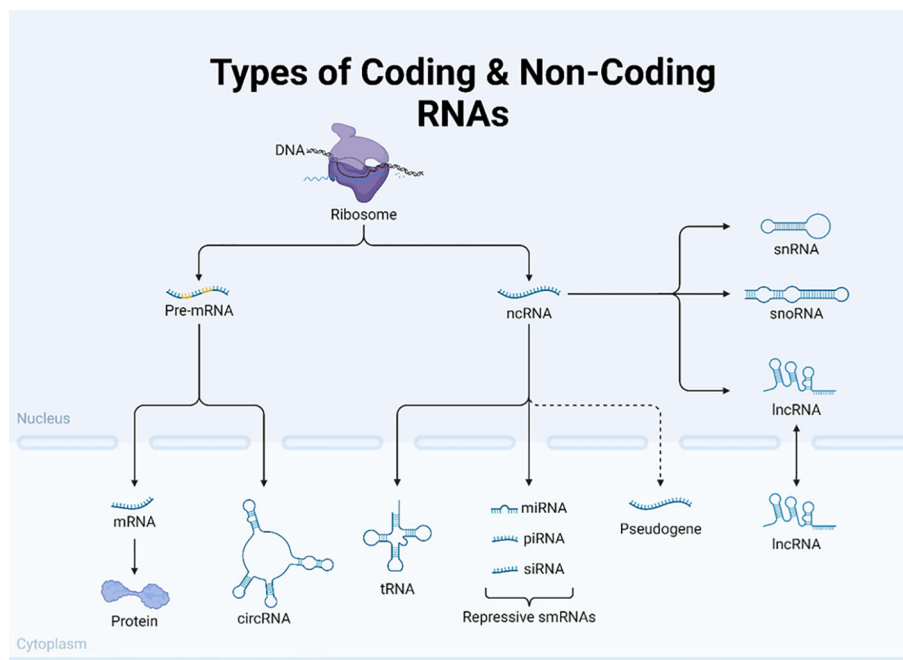 Types of Coding & Non-Coding
RNAs
DNA
Ribosome
snRNA
Pre-mRNA
ncRNA
snoRNA
lncRNA
Nucleus
mRNA
miRNA
piRNA
siRNA
Pseudogene
lncRNA
tRNA
Repressive smRNAs
Protein
circRNA
Cytoplasm